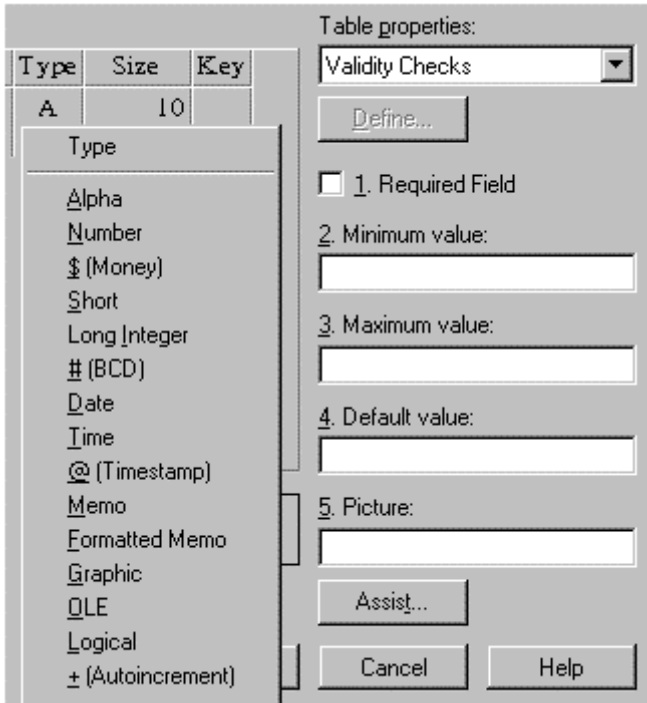 Table properties:
Type Size Key
Validity Checks
A 10
Define...
Type
1. Required Field
Alpha
Number
2. Minimum value:
$ (Money)
Short
Long Integer
3. Maximum value:
# (BCD)
Date
Time
4. Default value:
@ (Timestamp)
Memo
5. Picture:
Formatted Memo
Graphic
OLE
Assist...
Logical
+ (Autoincrement)
Cancel Help